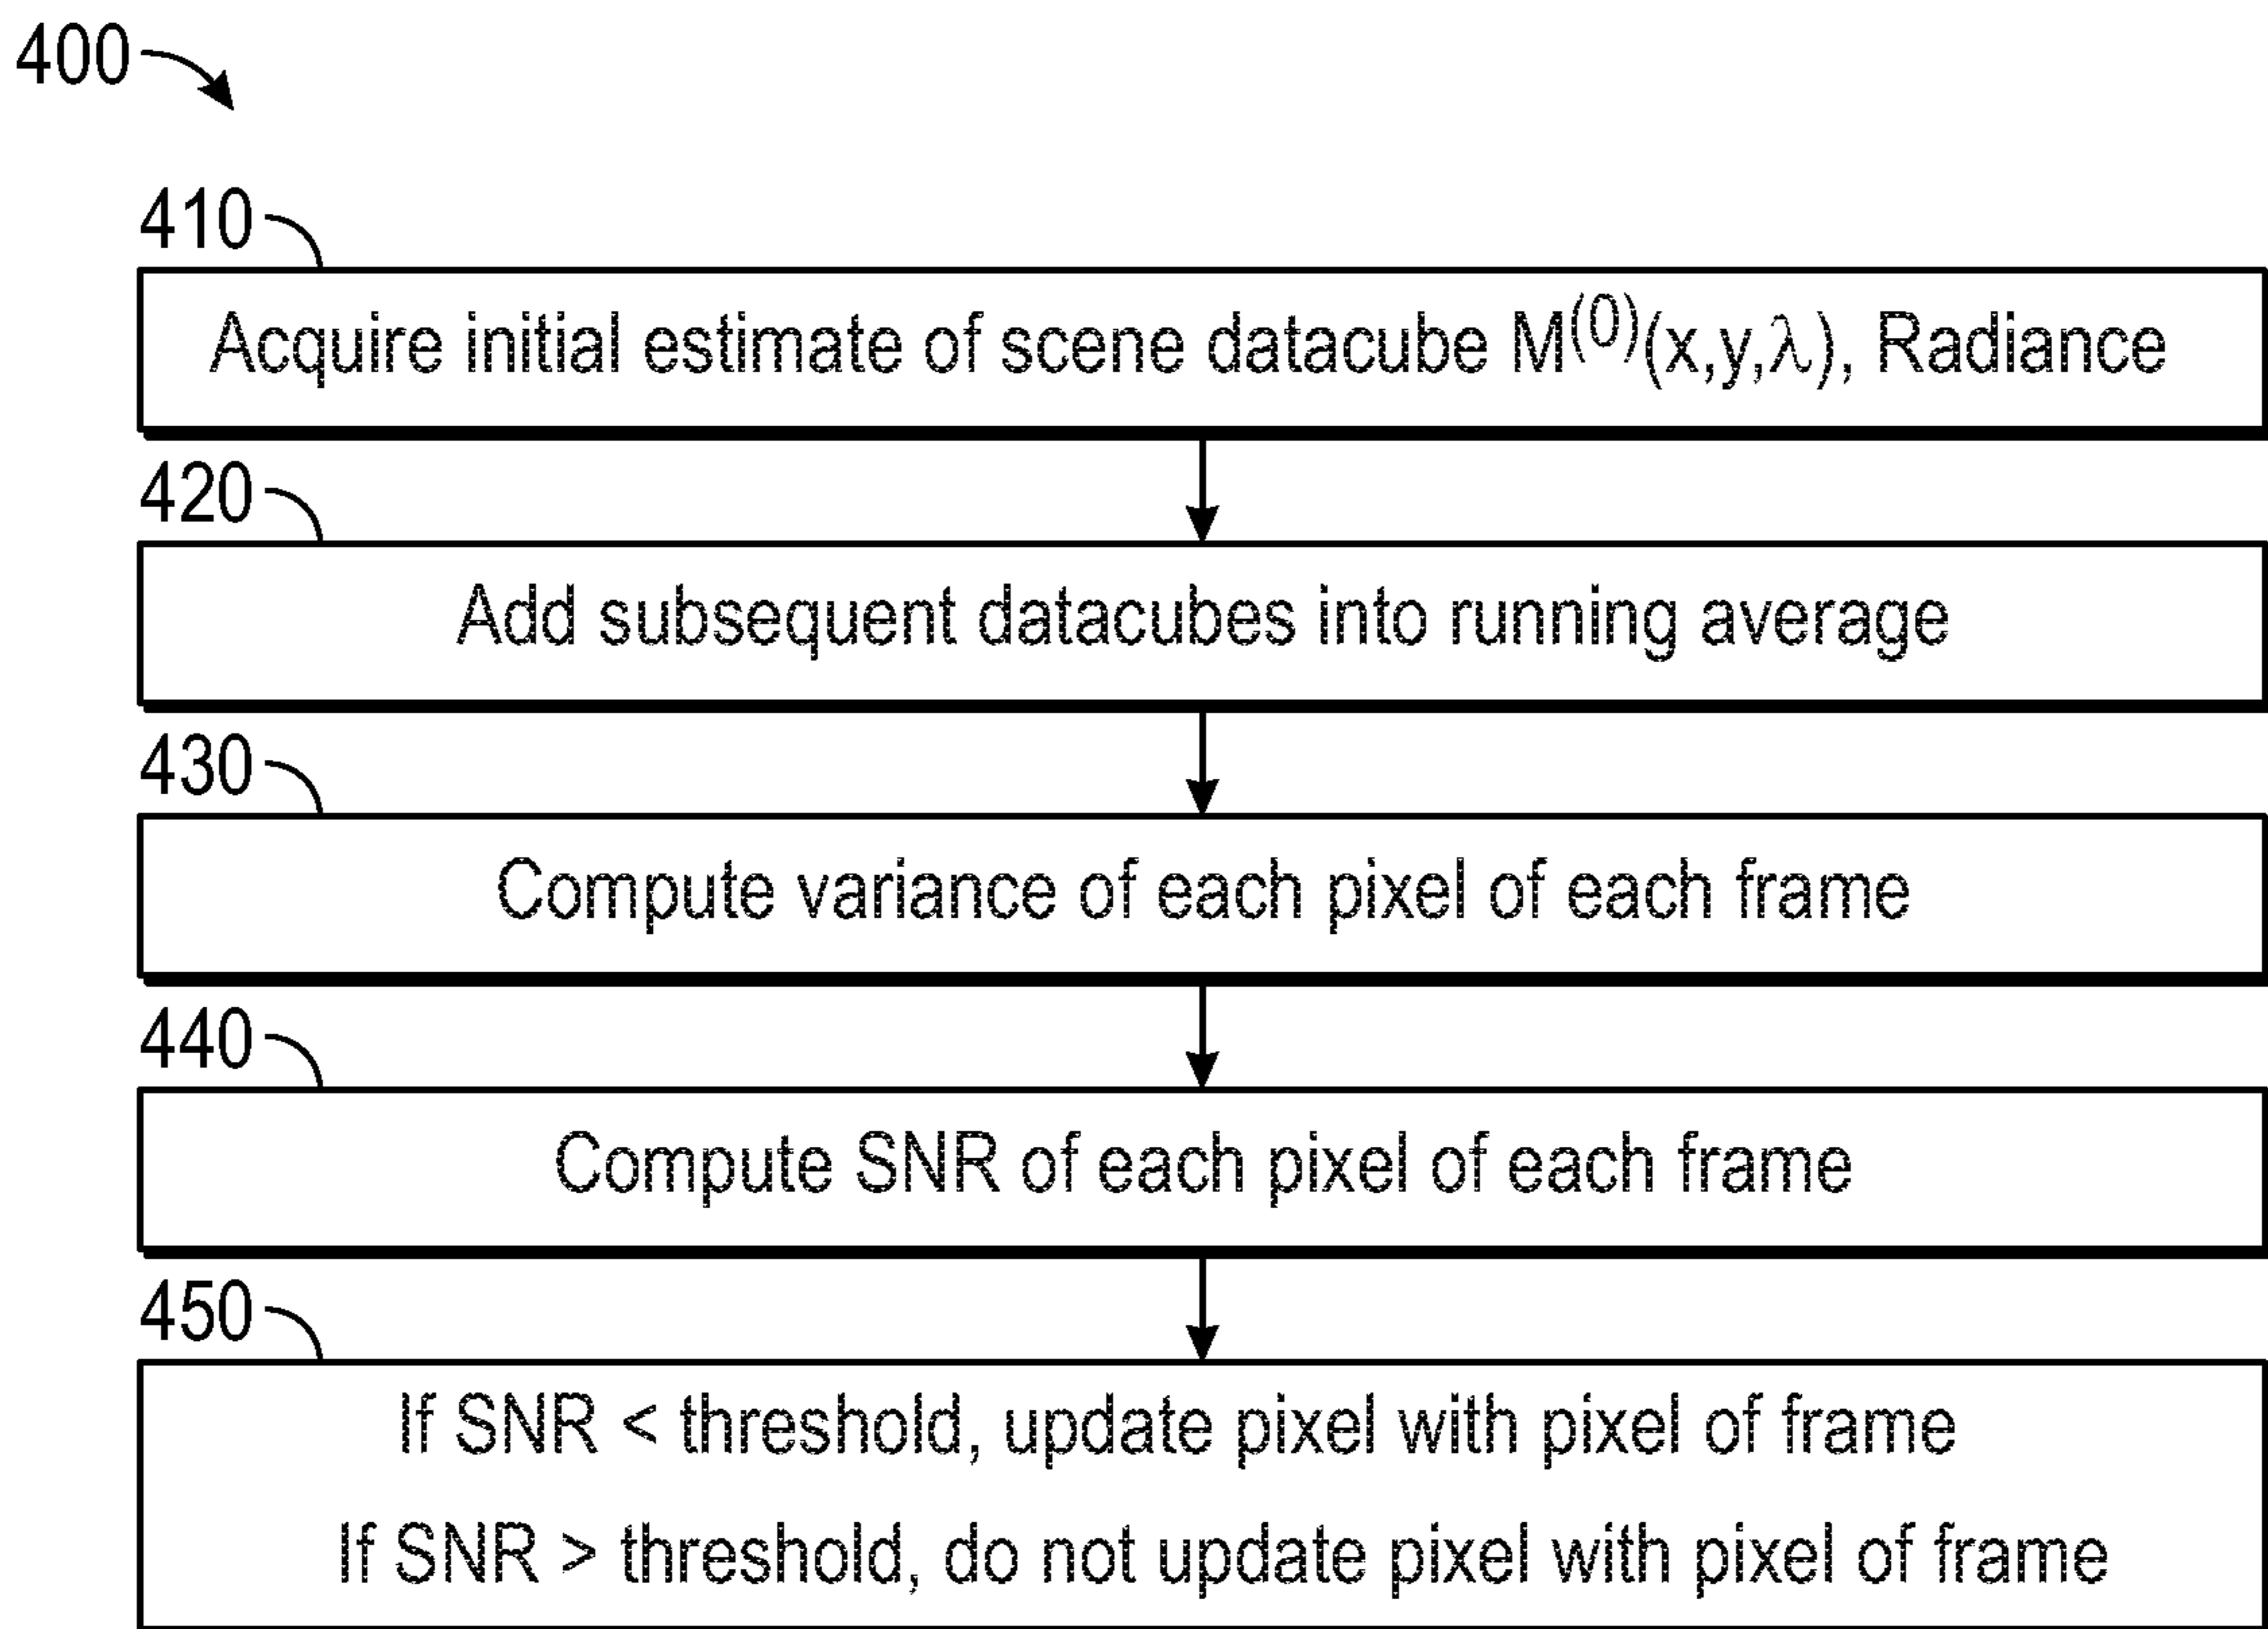 400
410
Acquire initial estimate of scene datacube M⁽⁰⁾(x,y,λ), Radiance
420
Add subsequent datacubes into running average
430
Compute variance of each pixel of each frame
440
Compute SNR of each pixel of each frame
450
If SNR < threshold, update pixel with pixel of frame
If SNR > threshold, do not update pixel with pixel of frame